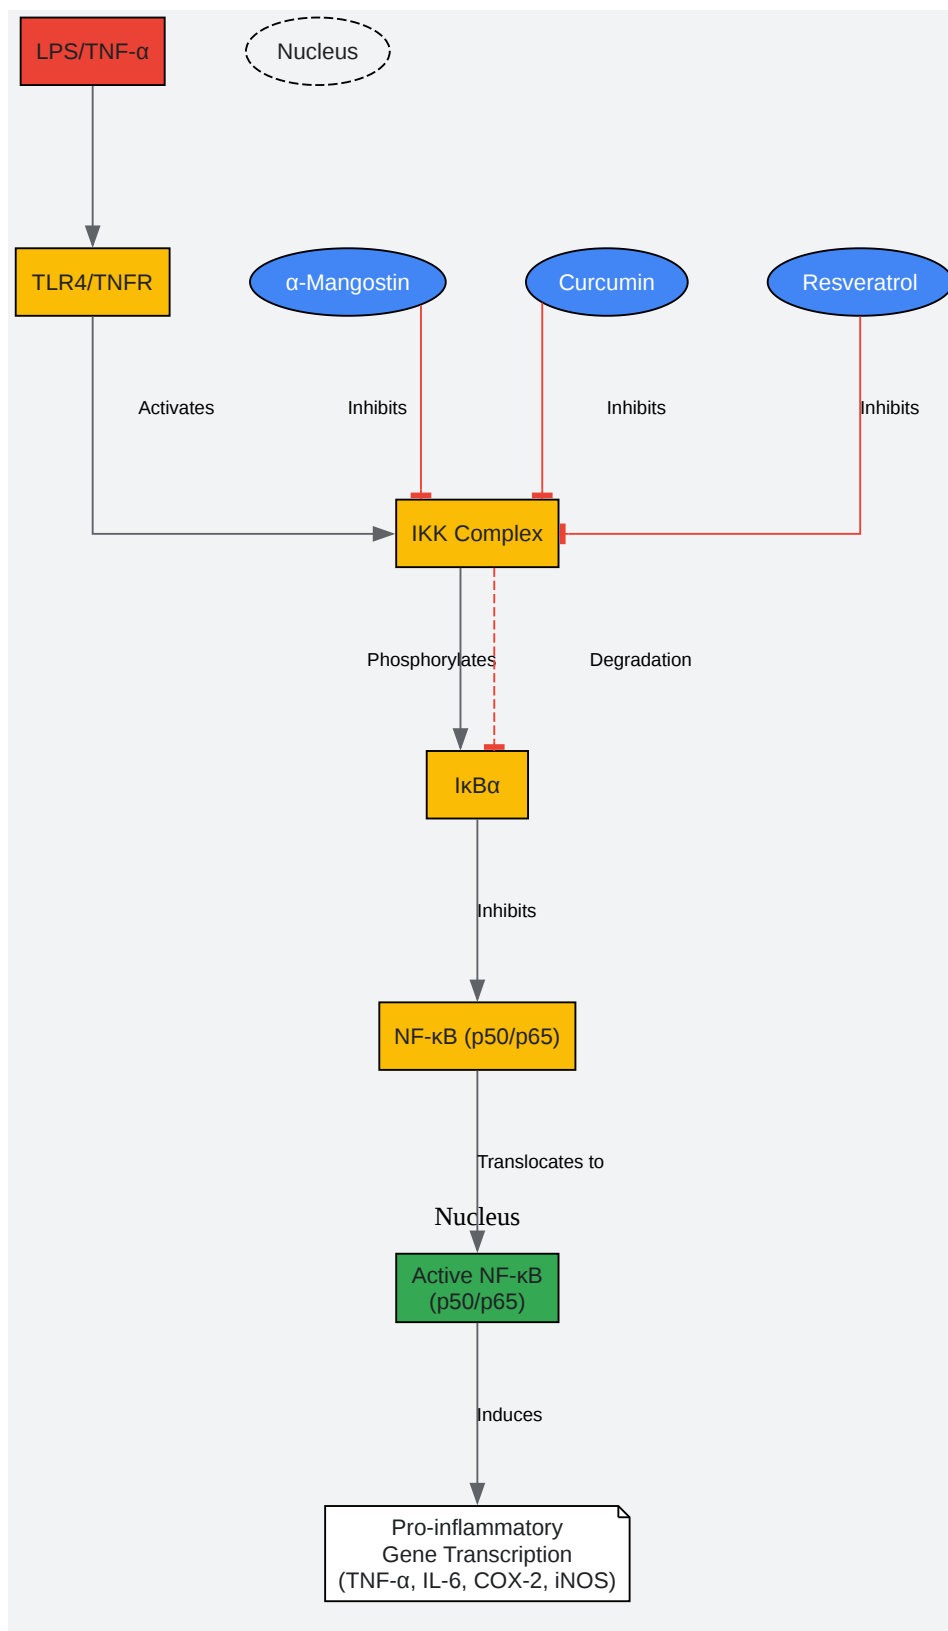 LPS/TNF-α
Nucleus
TLR4/TNFR
α-Mangostin
Curcumin
Resveratrol
Activates
Inhibits
Inhibits
Inhibits
IKK Complex
Phosphorylates
Degradation
IκBα
Inhibits
NF-κB (p50/p65)
Translocates to
Nucleus
Active NF-κB
(p50/p65)
Induces
Pro-inflammatory
Gene Transcription
(TNF-α, IL-6, COX-2, iNOS)